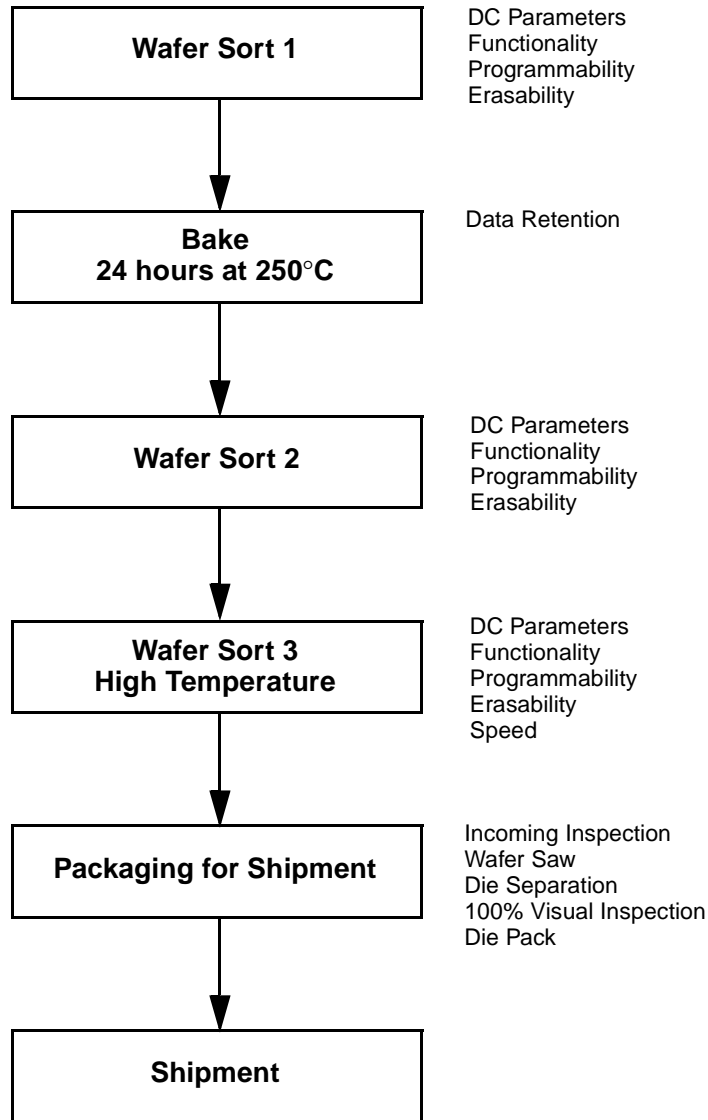 Wafer Sort 1
DC Parameters
Functionality
Programmability
Erasability
Bake
24 hours at 250°C
Data Retention
Wafer Sort 2
DC Parameters
Functionality
Programmability
Erasability
Wafer Sort 3
High Temperature
DC Parameters
Functionality
Programmability
Erasability
Speed
Packaging for Shipment
Incoming Inspection
Wafer Saw
Die Separation
100% Visual Inspection
Die Pack
Shipment